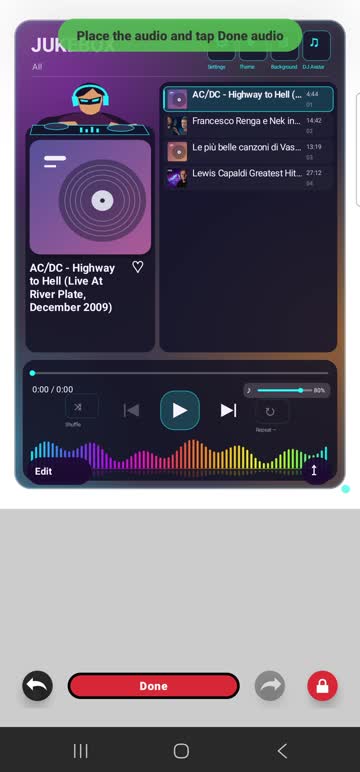 Place the audio and tap Done audio
JUKEBOX
All
Settings
Theme
Background
DJ Avatar
AC/DC - Highway to Hell (...
4:44
01
Francesco Renga e Nek in...
14:42
02
Le più belle canzoni di Vas...
13:19
03
Lewis Capaldi Greatest Hit...
27:12
04
AC/DC - Highway
to Hell (Live At
River Plate,
December 2009)
0:00 / 0:00
80%
Shuffle
Repeat —
Edit
Done